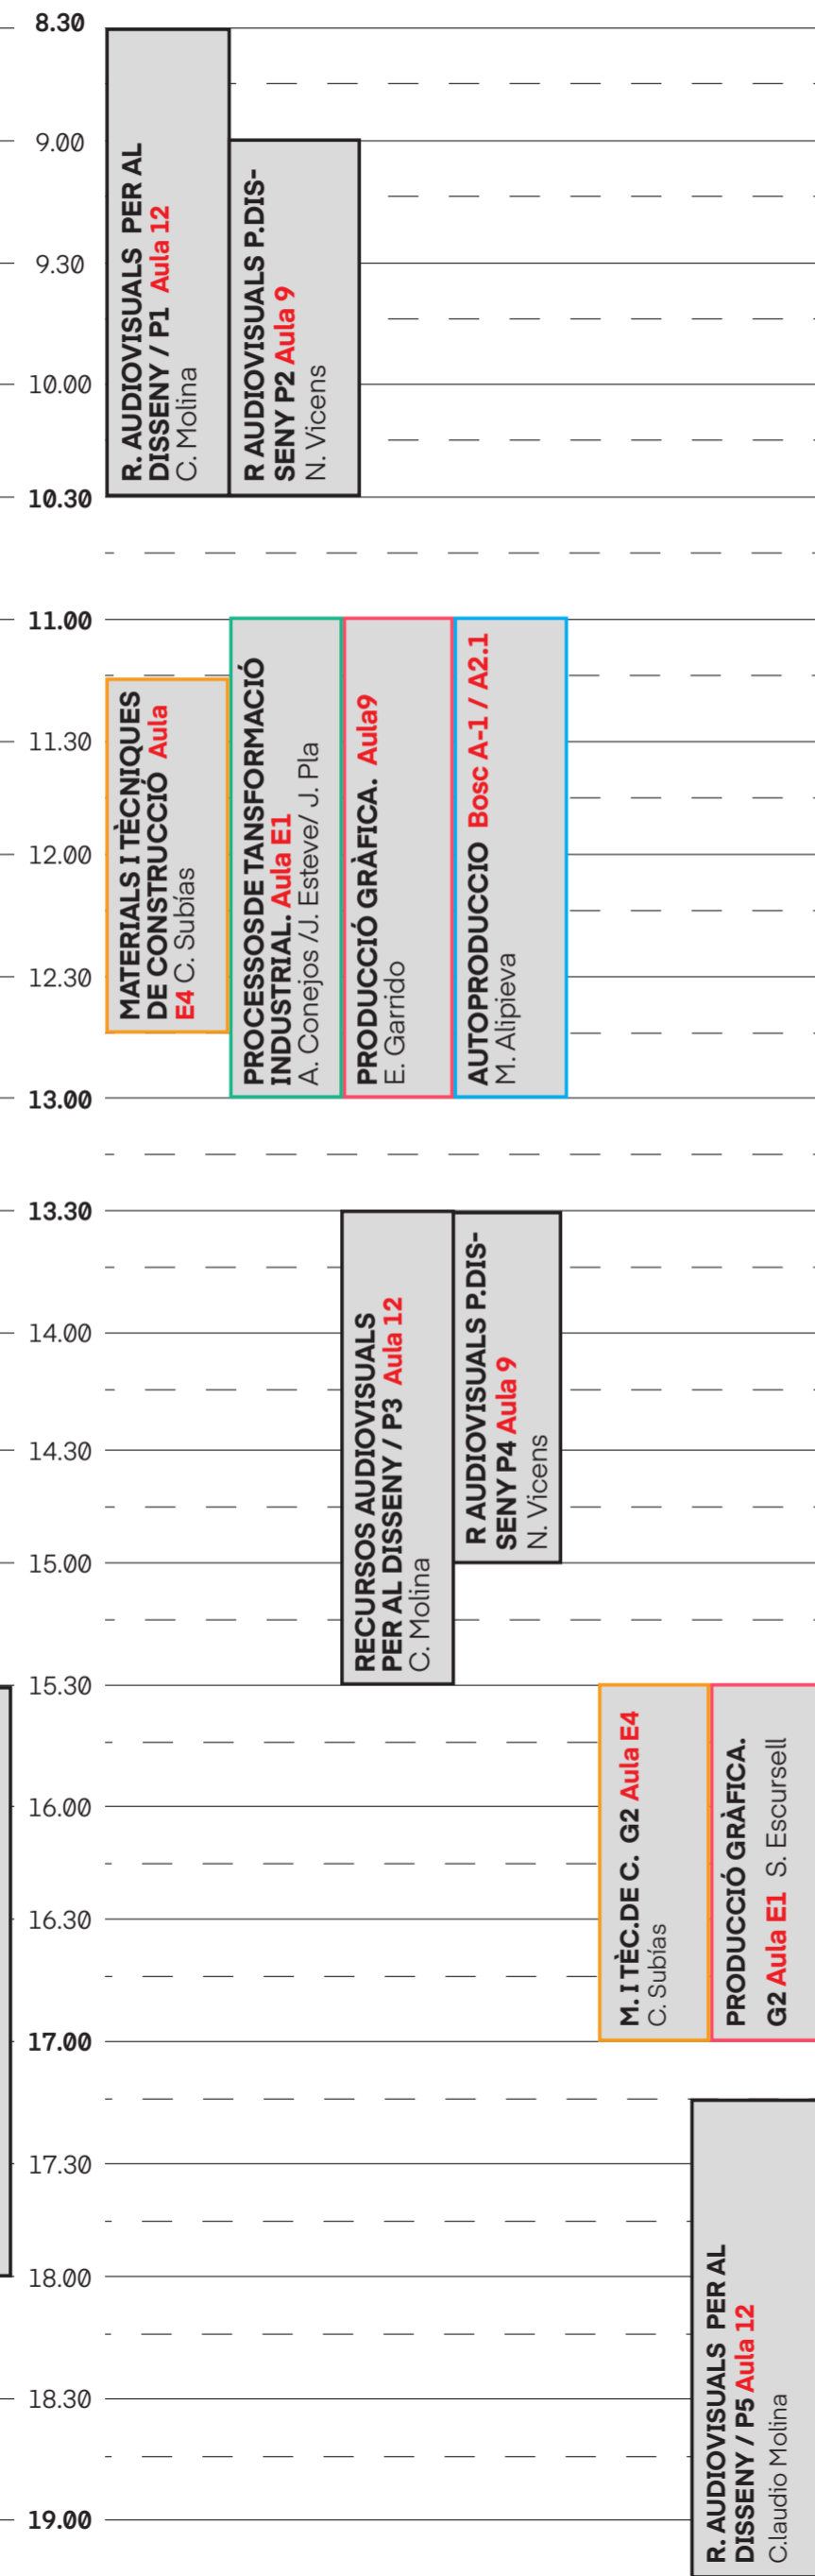 8.30
9.00
9.30
10.00
10.30
11.00
11.30
12.00
12.30
13.00
13.30
14.00
14.30
15.00
15.30
16.00
16.30
17.00
17.30
18.00
18.30
19.00
R. AUDIOVISUALS PER AL
DISSENY / P1 Aula 12
C. Molina
R AUDIOVISUALS P.DIS-
SENY P2 Aula 9
N. Vicens
MATERIALS I TÈCNIQUES
DE CONSTRUCCIÓ Aula
E4 C. Subías
PROCESSOSDE TANSFORMACIÓ
INDUSTRIAL. Aula E1
A. Conejos /J. Esteve/ J. Pla
PRODUCCIÓ GRÀFICA. Aula9
E. Garrido
AUTOPRODUCCIO Bosc A-1 / A2.1
M. Alipieva
RECURSOS AUDIOVISUALS
PER AL DISSENY / P3 Aula 12
C. Molina
R AUDIOVISUALS P.DIS-
SENY P4 Aula 9
N. Vicens
M. I TÈC.DE C. G2 Aula E4
C. Subías
PRODUCCIÓ GRÀFICA.
G2 Aula E1 S. Escursell
R. AUDIOVISUALS PER AL
DISSENY / P5 Aula 12
C.laudio Molina